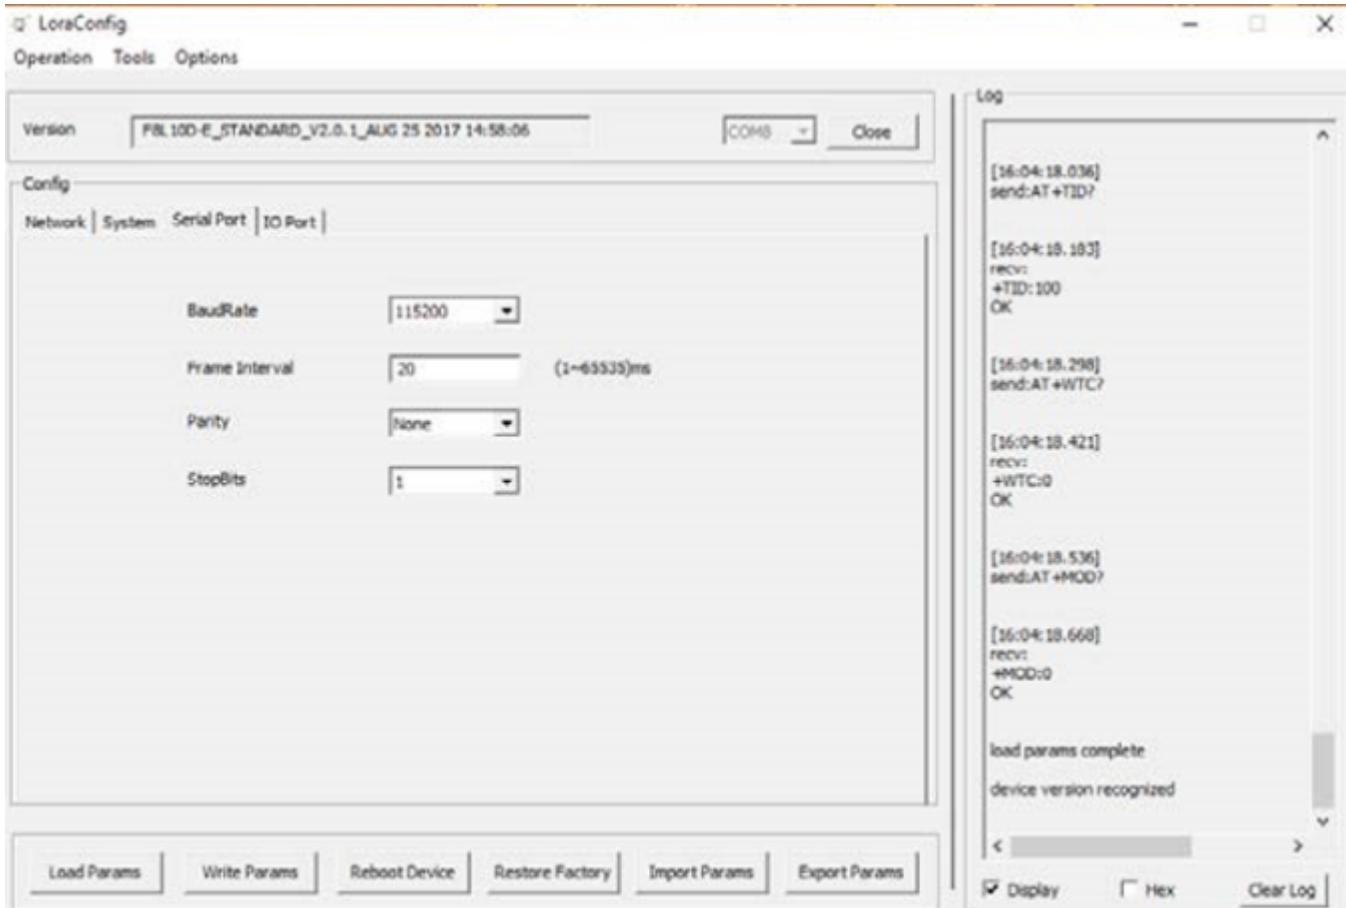 LoraConfig
Operation Tools Options
Version F8L10D-E_STANDARD_V2.0.1_AUG 25 2017 14:58:06 COM8 Close
Config
Network System Serial Port IO Port
BaudRate 115200
Frame Interval 20 (1~65535)ms
Parity None
StopBits 1
Load Params Write Params Reboot Device Restore Factory Import Params Export Params
Log
[16:04:18.036]
send:AT+TID?
[16:04:18.183]
recv:
+TID:100
OK
[16:04:18.298]
send:AT+WTC?
[16:04:18.421]
recv:
+WTC:0
OK
[16:04:18.536]
send:AT+MOD?
[16:04:18.668]
recv:
+MOD:0
OK
load params complete
device version recognized
Display Hex Clear Log